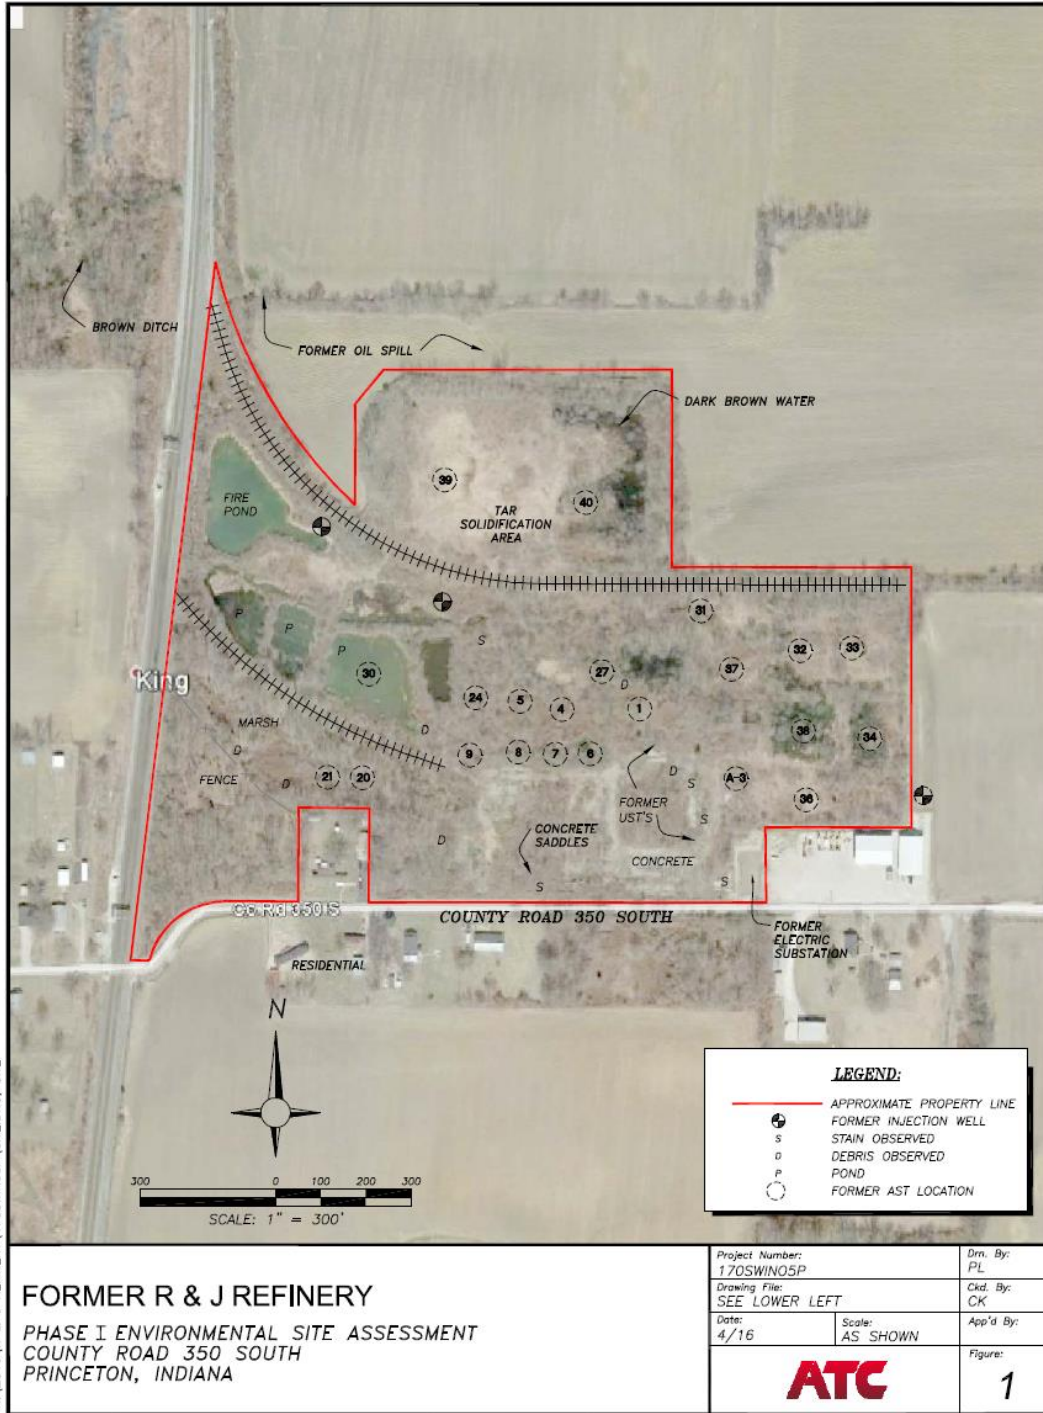 BROWN DITCH
FORMER OIL SPILL
DARK BROWN WATER
39
40
FIRE
POND
TAR
SOLIDIFICATION
AREA
31
P
P
P
S
32
33
27
37
30
D
King
24
5
4
1
MARSH
D
38
34
D
9
8
7
6
FENCE
D
21
20
D
S
A-3
36
FORMER
UST'S
S
D
CONCRETE
SADDLES
CONCRETE
S
S
Co Rd 350 S
COUNTY ROAD 350 SOUTH
FORMER
ELECTRIC
SUBSTATION
RESIDENTIAL
N
300 0 100 200 300
SCALE: 1" = 300'
LEGEND:
APPROXIMATE PROPERTY LINE
FORMER INJECTION WELL
S STAIN OBSERVED
D DEBRIS OBSERVED
P POND
FORMER AST LOCATION
FORMER R & J REFINERY
PHASE I ENVIRONMENTAL SITE ASSESSMENT
COUNTY ROAD 350 SOUTH
PRINCETON, INDIANA
Project Number:
170SWIN05P
Drn. By:
PL
Drawing File:
SEE LOWER LEFT
Ckd. By:
CK
Date:
4/16
Scale:
AS SHOWN
App'd By:
ATC
Figure:
1